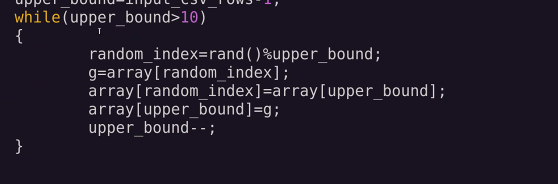 upper_bound=input_csv_rows-1;
while(upper_bound>10)
{
random_index=rand()%upper_bound;
g=array[random_index];
array[random_index]=array[upper_bound];
array[upper_bound]=g;
upper_bound--;
}